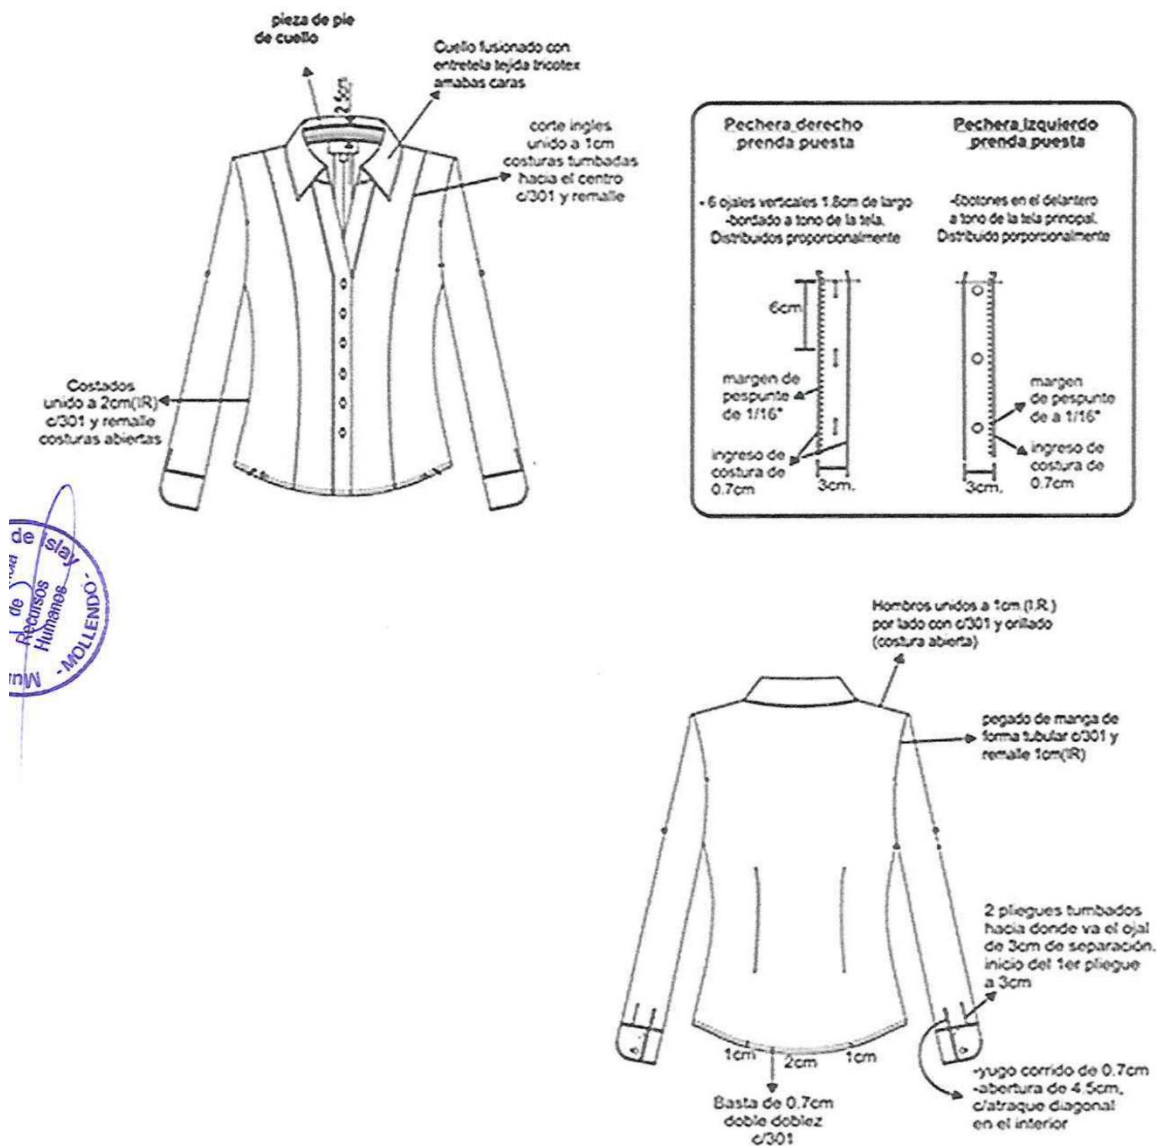 pieza de pie
de cuello
Cuello fusionado con
entretela tejida tricotex
amabas caras
2.5cm
corte ingles
unido a 1cm
costuras tumbadas
hacia el centro
c/301 y remalle
Costados
unido a 2cm(IR)
c/301 y remalle
costuras abiertas
Pechera derecho
prenda puesta
- 6 ojales verticales 1.8cm de largo
-bordado a tono de la tela.
Distribuidos proporcionalmente
6cm
margen de
pespunte
de 1/16"
ingreso de
costura de
0.7cm
3cm.
Pechera Izquierdo
prenda puesta
-6botones en el delantero
a tono de la tela principal.
Distribuido porporcionalmente
margen
de pespunte
de a 1/16"
ingreso de
costura de
0.7cm
3cm.
de Islay
de
Recursos
Humanos
-MOLLENDO-
Mun
Hombros unidos a 1cm.(I.R.)
por lado con c/301 y orillado
(costura abierta)
pegado de manga de
forma tubular c/301 y
remalle 1cm(IR)
2 pliegues tumbados
hacia donde va el ojal
de 3cm de separación.
inicio del 1er pliegue
a 3cm
1cm 2cm 1cm
Basta de 0.7cm
doble doblez
c/301
-yugo corrido de 0.7cm
-abertura de 4.5cm,
c/atraque diagonal
en el interior